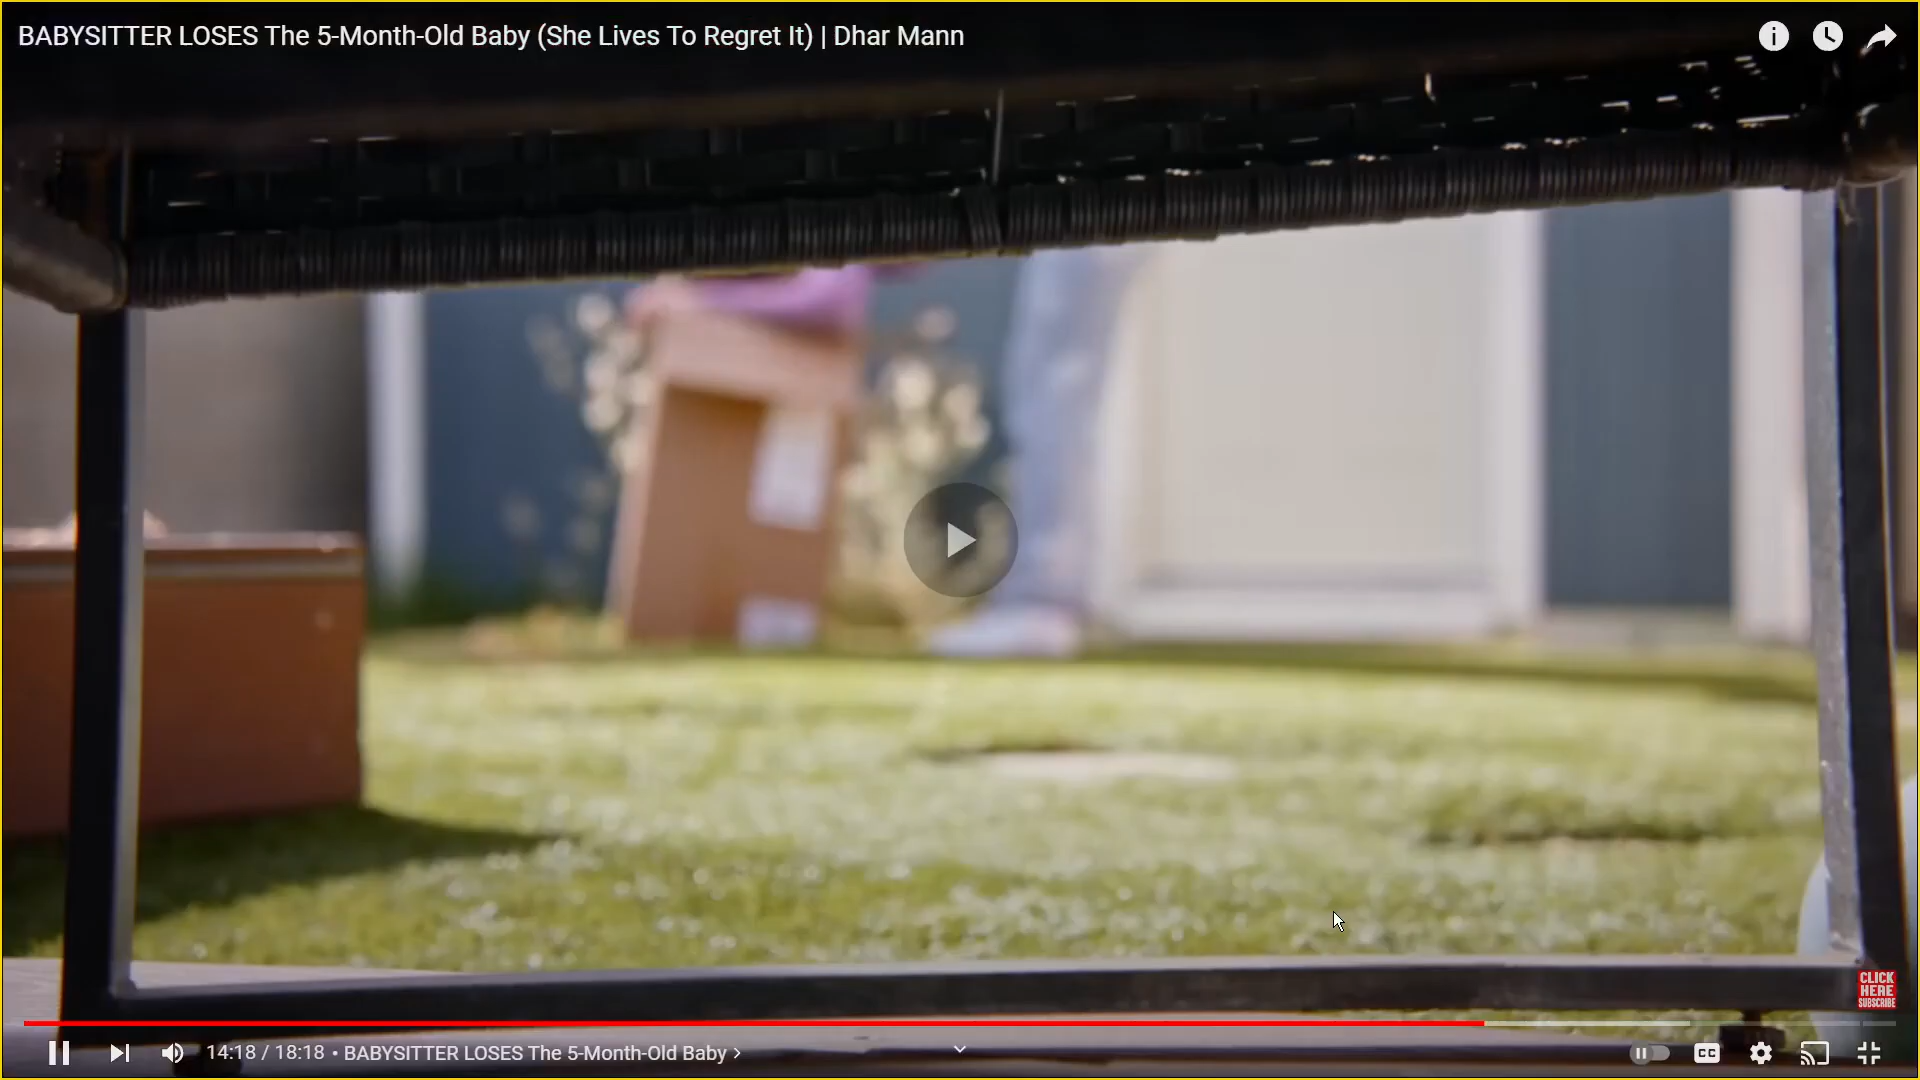 BABYSITTER LOSES The 5-Month-Old Baby (She Lives To Regret It) | Dhar Mann
CLICK
HERE
SUBSCRIBE
14:18 / 18:18 • BABYSITTER LOSES The 5-Month-Old Baby
CC